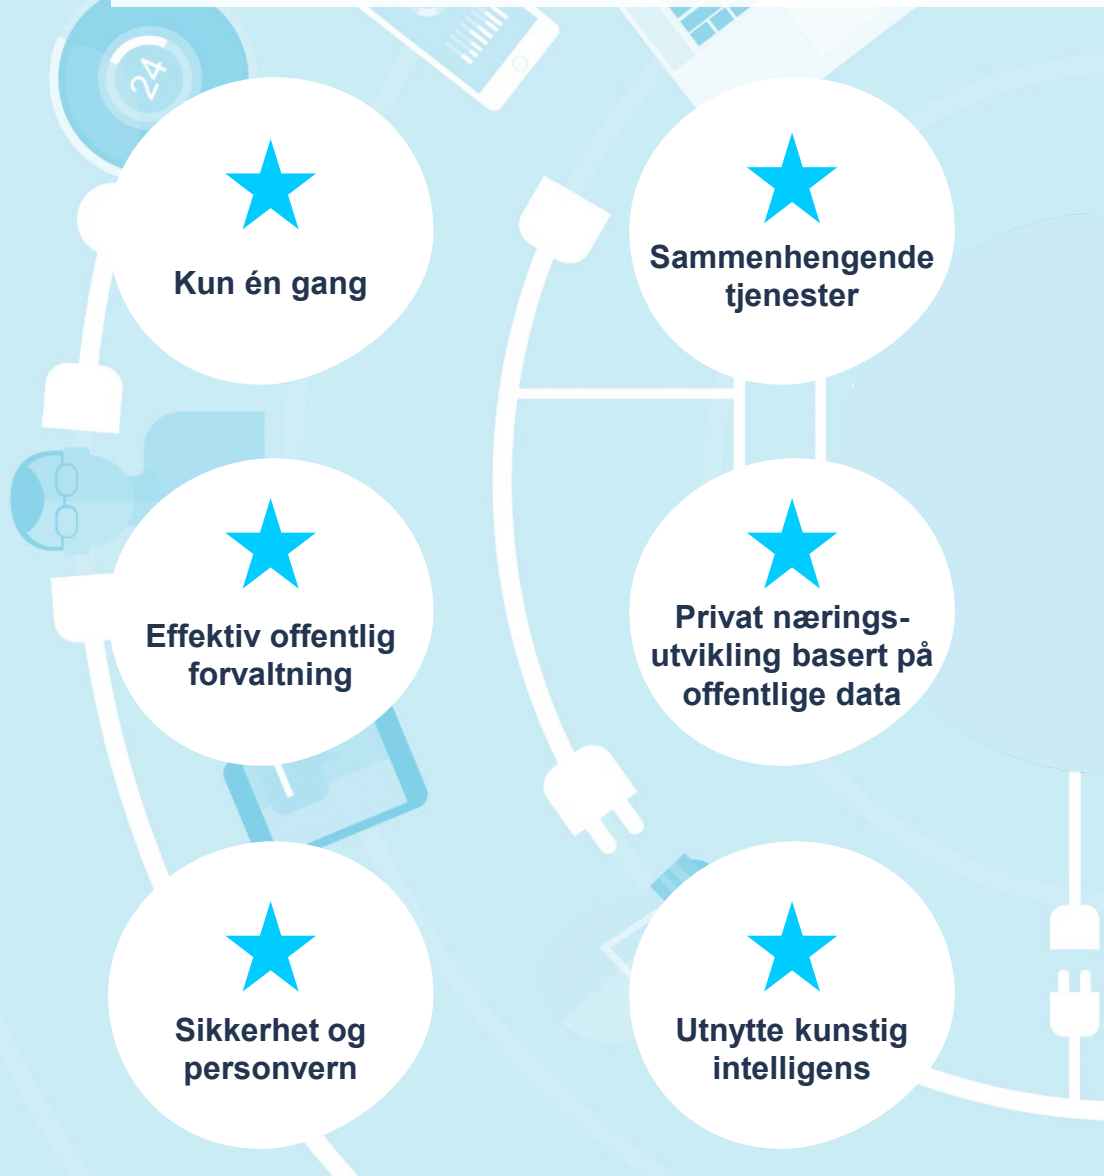 24
Kun én gang
Sammenhengende
tjenester
Effektiv offentlig
forvaltning
Privat nærings-
utvikling basert på
offentlige data
Sikkerhet og
personvern
Utnytte kunstig
intelligens